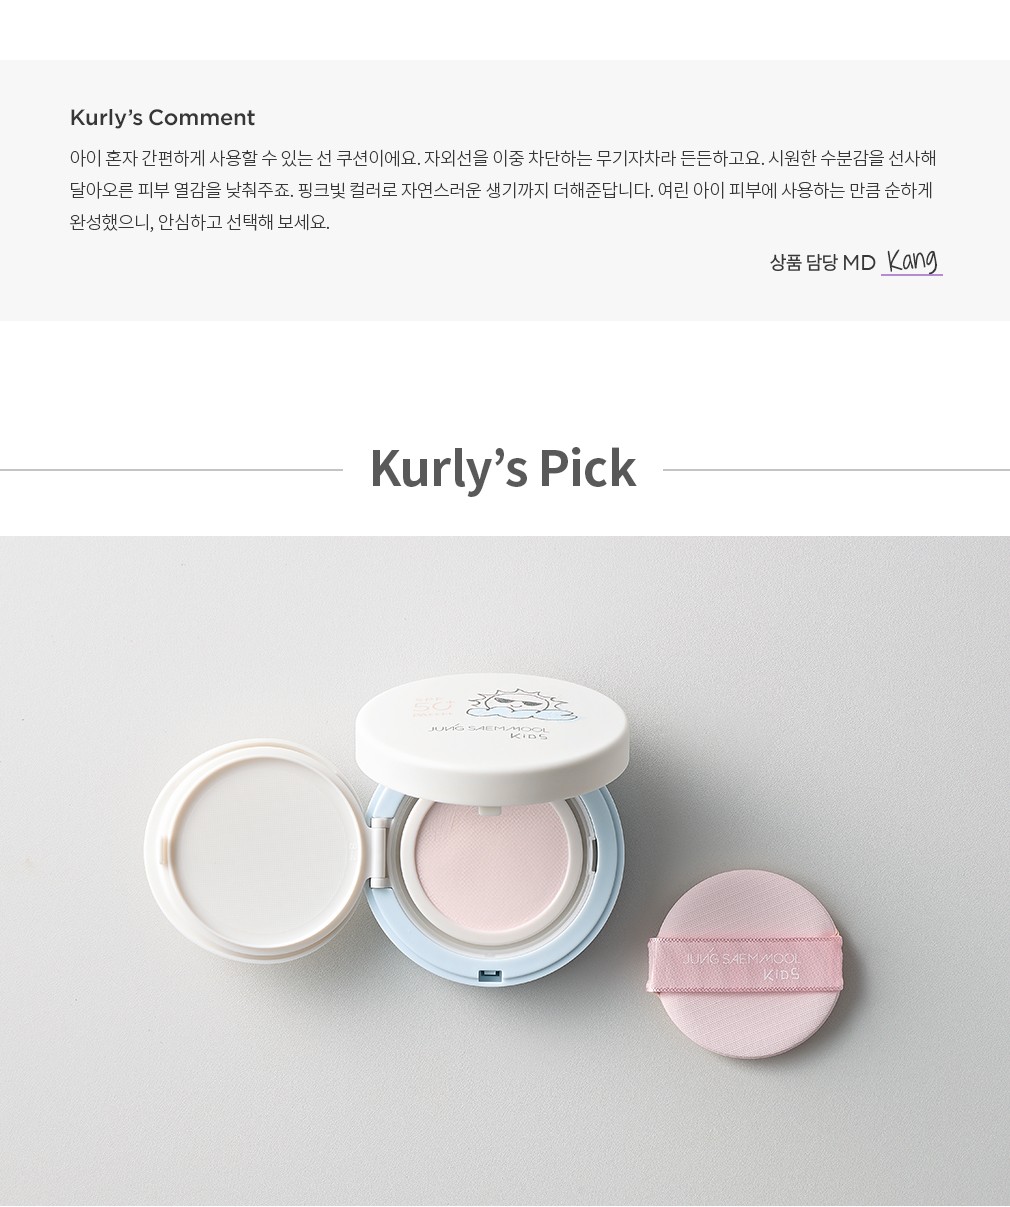 Kurly’s Comment
아이 혼자 간편하게 사용할 수 있는 선 쿠션이에요. 자외선을 이중 차단하는 무기자차라 든든하고요. 시원한 수분감을 선사해
달아오른 피부 열감을 낮춰주죠. 핑크빛 컬러로 자연스러운 생기까지 더해준답니다. 여린 아이 피부에 사용하는 만큼 순하게
완성했으니, 안심하고 선택해 보세요.
상품 담당 MD Kang
Kurly’s Pick
50+
JUNG SAEMMOOL
KIDS
JUNG SAEMMOOL
KIDS